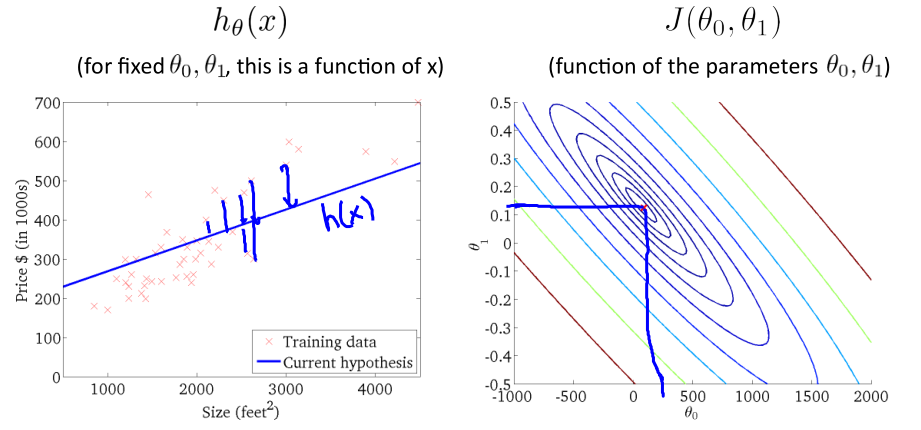 hθ(x)
(for fixed θ0, θ1, this is a function of x)
700
600
500
400
300
200
100
0
Price $ (in 1000s)
1000
2000
3000
4000
Size (feet²)
h(x)
Training data
Current hypothesis
J(θ0, θ1)
(function of the parameters θ0, θ1)
0.5
0.4
0.3
0.2
0.1
0
-0.1
-0.2
-0.3
-0.4
-0.5
θ1
-1000
-500
0
500
1000
1500
2000
θ0